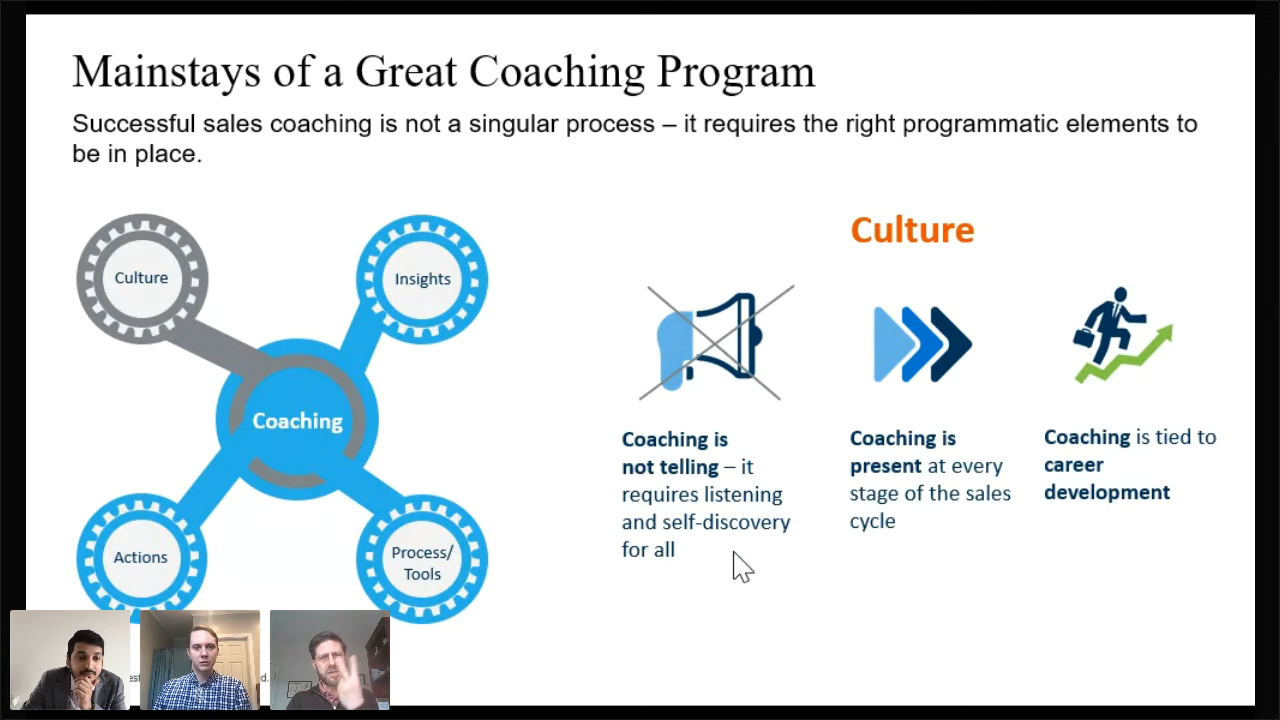 Mainstays of a Great Coaching Program
Successful sales coaching is not a singular process – it requires the right programmatic elements to
be in place.
Culture
Insights
Coaching
Actions
Process/
Tools
Culture
Coaching is
not telling – it
requires listening
and self-discovery
for all
Coaching is
present at every
stage of the sales
cycle
Coaching is tied to
career
development